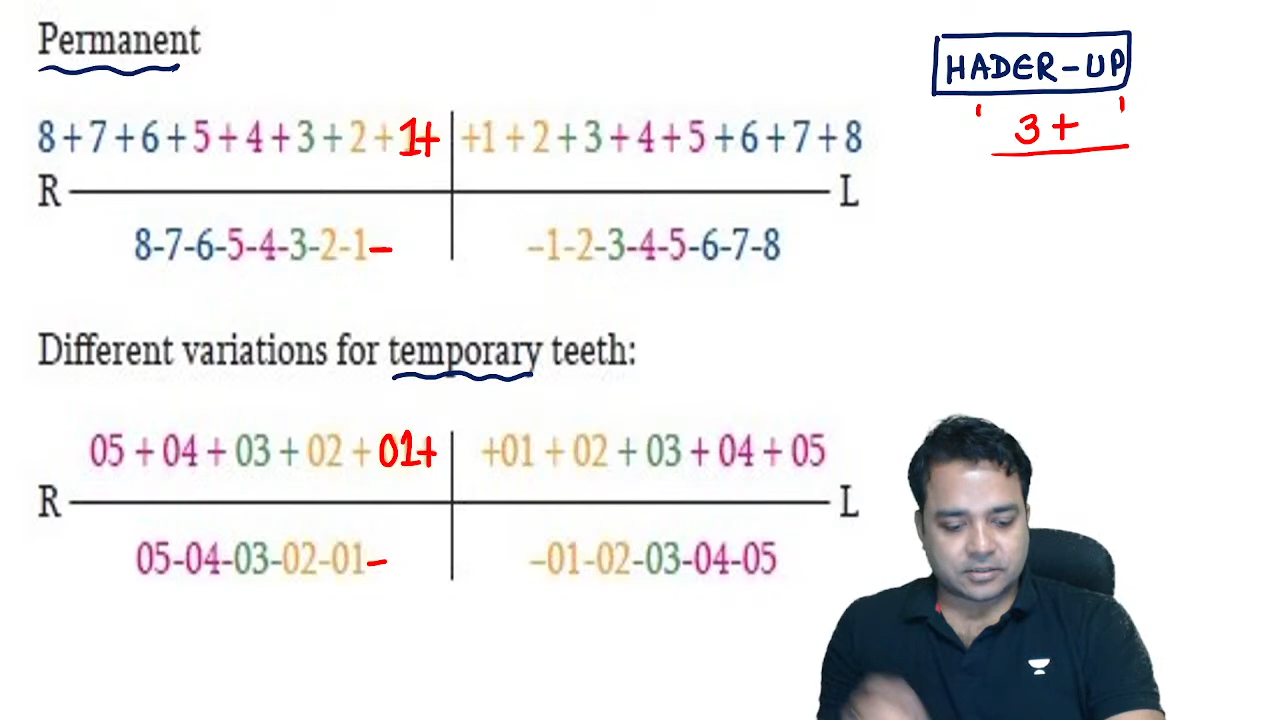 Permanent
HADER-UP
' 3+ '
8+7+6+5+4+3+2+1+ +1+2+3+4+5+6+7+8
R L
8-7-6-5-4-3-2-1- –1-2-3-4-5-6-7-8
Different variations for temporary teeth:
05+04+03+02+01+ +01+02+03+04+05
R L
05-04-03-02-01- –01-02-03-04-05